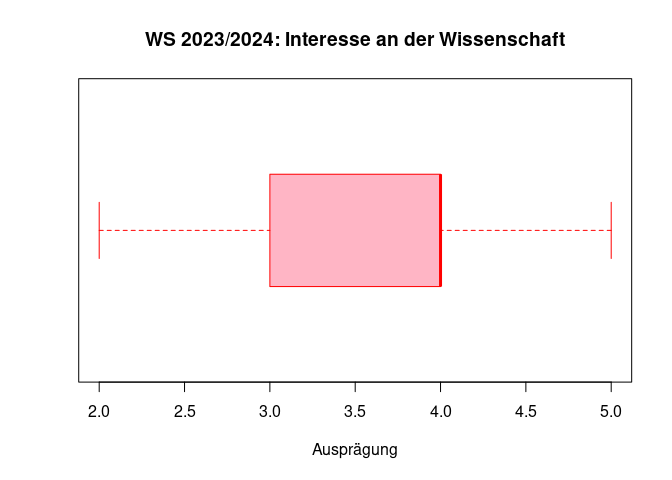 WS 2023/2024: Interesse an der Wissenschaft
2.0 2.5 3.0 3.5 4.0 4.5 5.0
Ausprägung